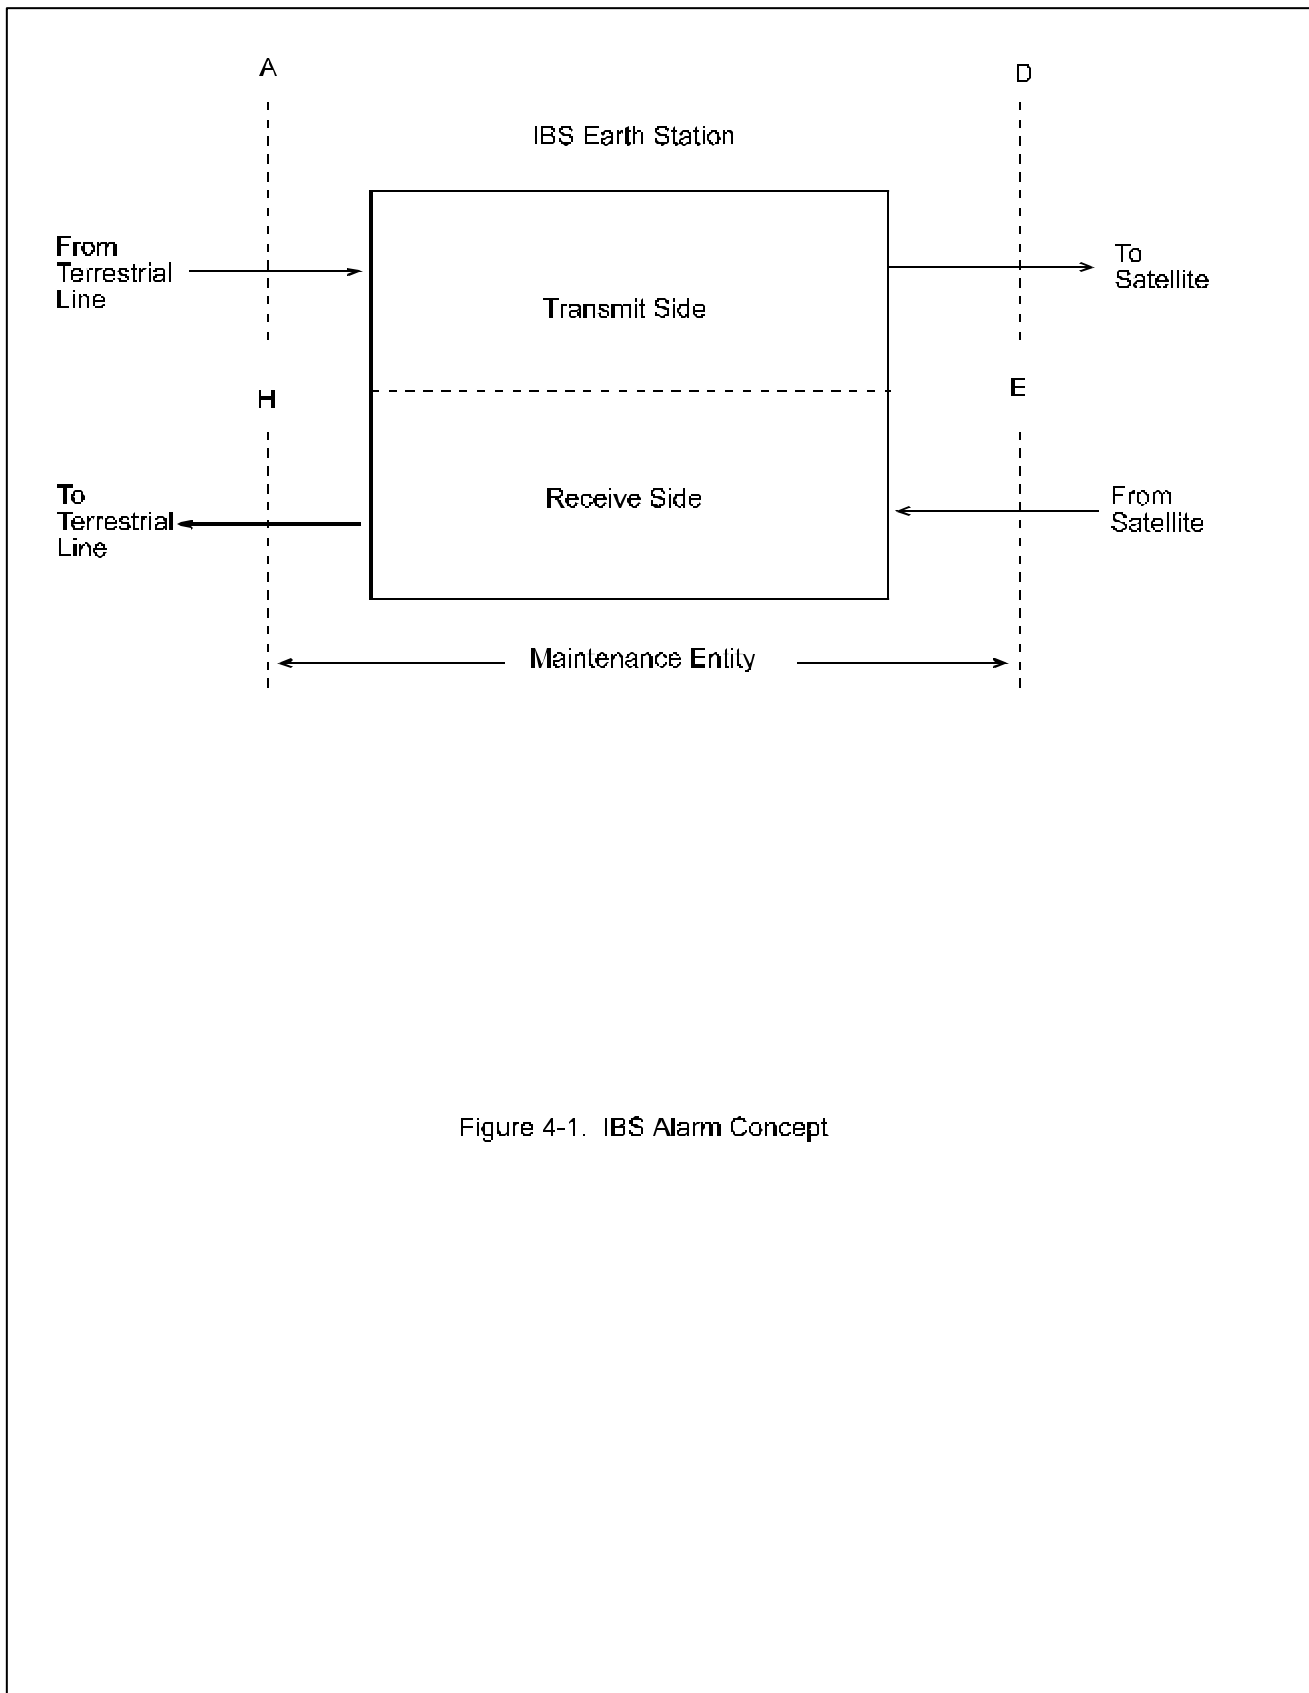 A
D
IBS Earth Station
From
Terrestrial
Line
To
Satellite
Transmit Side
H
E
To
Terrestrial
Line
Receive Side
From
Satellite
Maintenance Entity
Figure 4-1. IBS Alarm Concept